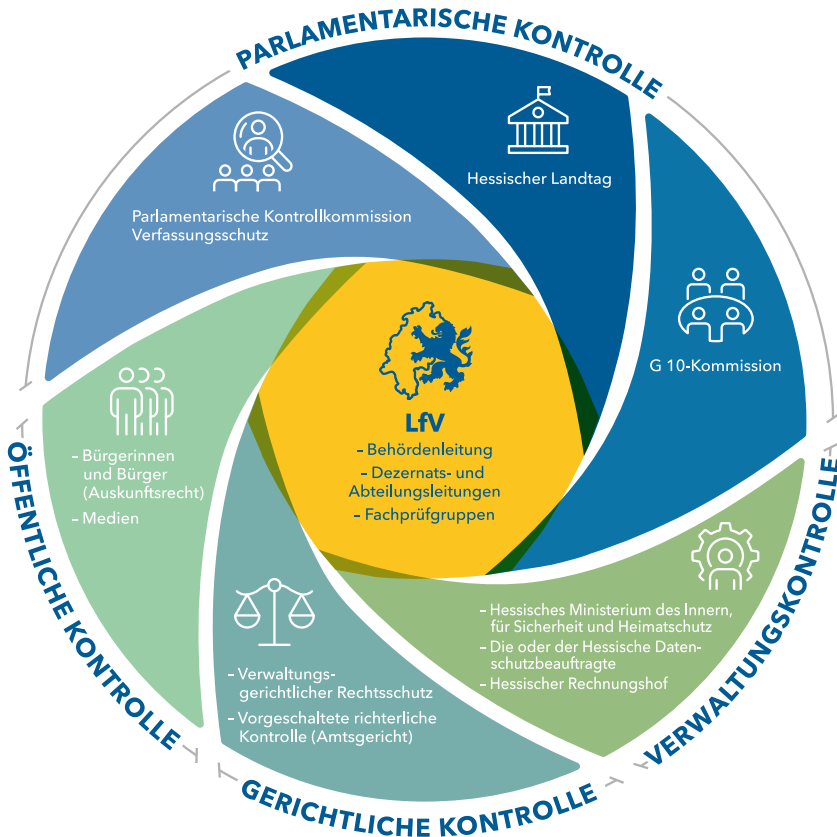 PARLAMENTARISCHE KONTROLLE
Hessischer Landtag
Parlamentarische Kontrollkommission
Verfassungsschutz
G 10-Kommission
LfV
– Behördenleitung
– Dezernats- und
Abteilungsleitungen
– Fachprüfgruppen
ÖFFENTLICHE KONTROLLE
– Bürgerinnen
und Bürger
(Auskunftsrecht)
– Medien
VERWALTUNGSKONTROLLE
– Hessisches Ministerium des Innern,
für Sicherheit und Heimatschutz
– Die oder der Hessische Daten-
schutzbeauftragte
– Hessischer Rechnungshof
GERICHTLICHE KONTROLLE
– Verwaltungs-
gerichtlicher Rechtsschutz
– Vorgeschaltete richterliche
Kontrolle (Amtsgericht)